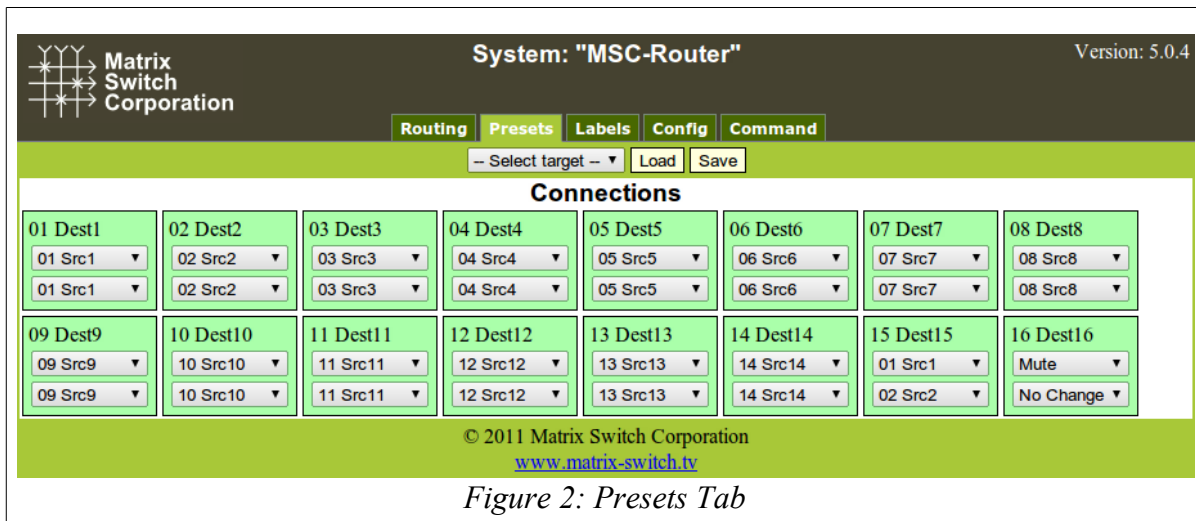 Matrix
Switch
Corporation
System: "MSC-Router"
Version: 5.0.4
Routing Presets Labels Config Command
-- Select target -- Load Save
Connections
01 Dest1 02 Dest2 03 Dest3 04 Dest4 05 Dest5 06 Dest6 07 Dest7 08 Dest8
01 Src1 02 Src2 03 Src3 04 Src4 05 Src5 06 Src6 07 Src7 08 Src8
01 Src1 02 Src2 03 Src3 04 Src4 05 Src5 06 Src6 07 Src7 08 Src8
09 Dest9 10 Dest10 11 Dest11 12 Dest12 13 Dest13 14 Dest14 15 Dest15 16 Dest16
09 Src9 10 Src10 11 Src11 12 Src12 13 Src13 14 Src14 01 Src1 Mute
09 Src9 10 Src10 11 Src11 12 Src12 13 Src13 14 Src14 02 Src2 No Change
© 2011 Matrix Switch Corporation
www.matrix-switch.tv
Figure 2: Presets Tab